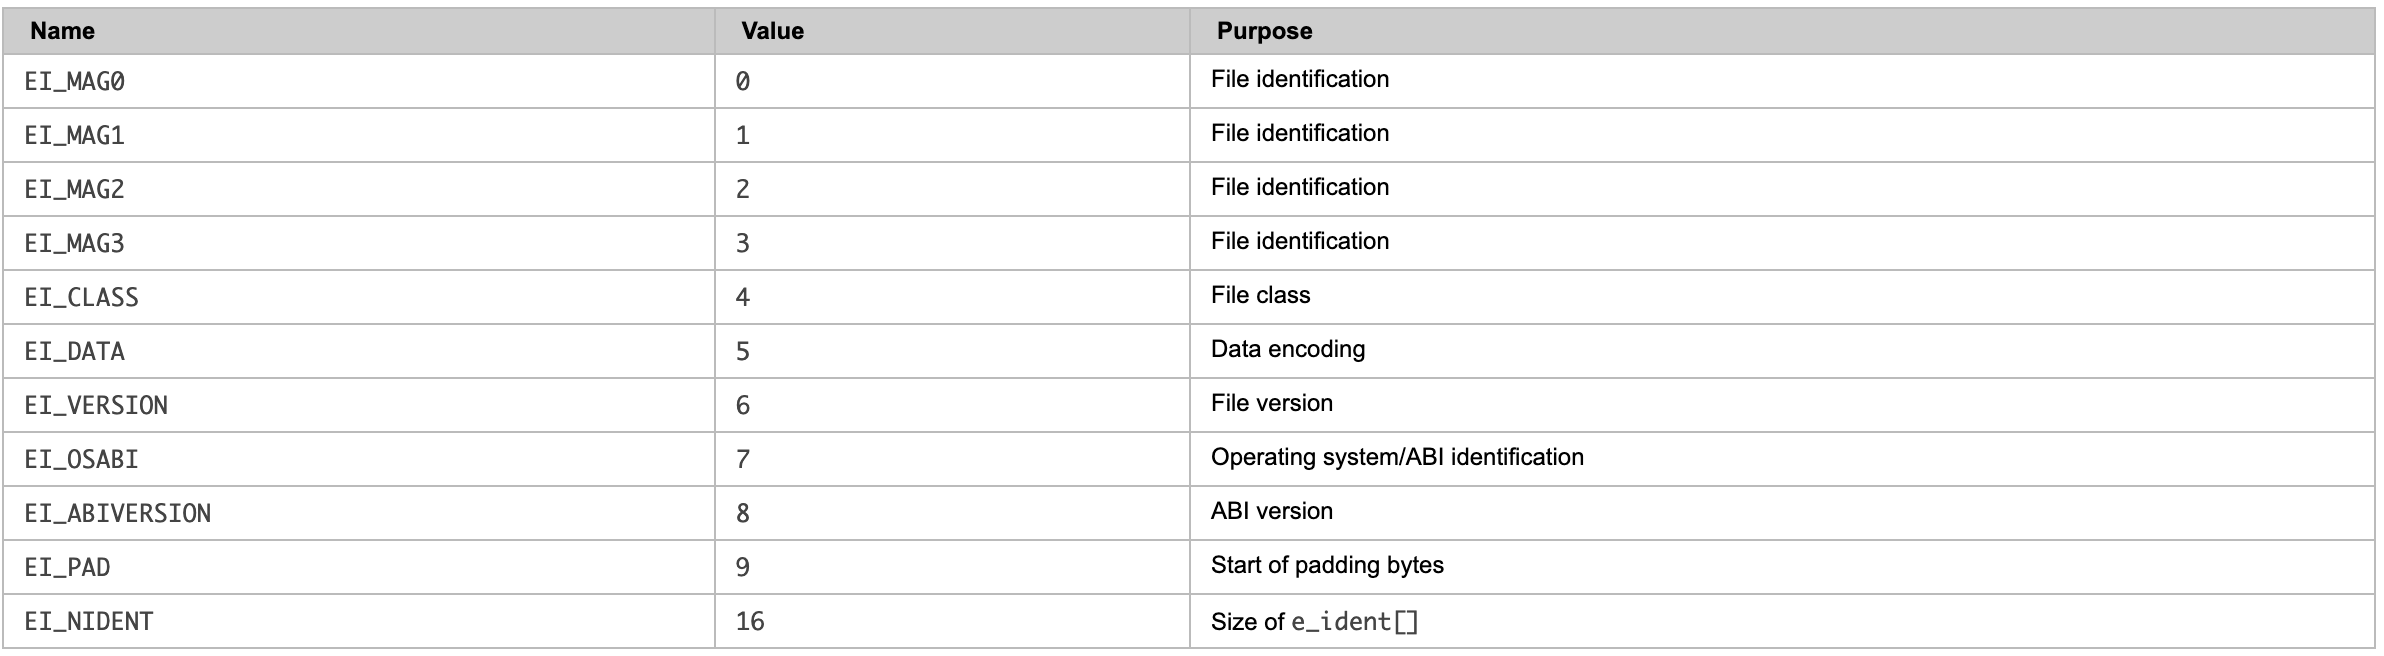 Name Value Purpose
EI_MAG0 0 File identification
EI_MAG1 1 File identification
EI_MAG2 2 File identification
EI_MAG3 3 File identification
EI_CLASS 4 File class
EI_DATA 5 Data encoding
EI_VERSION 6 File version
EI_OSABI 7 Operating system/ABI identification
EI_ABIVERSION 8 ABI version
EI_PAD 9 Start of padding bytes
EI_NIDENT 16 Size of e_ident[]